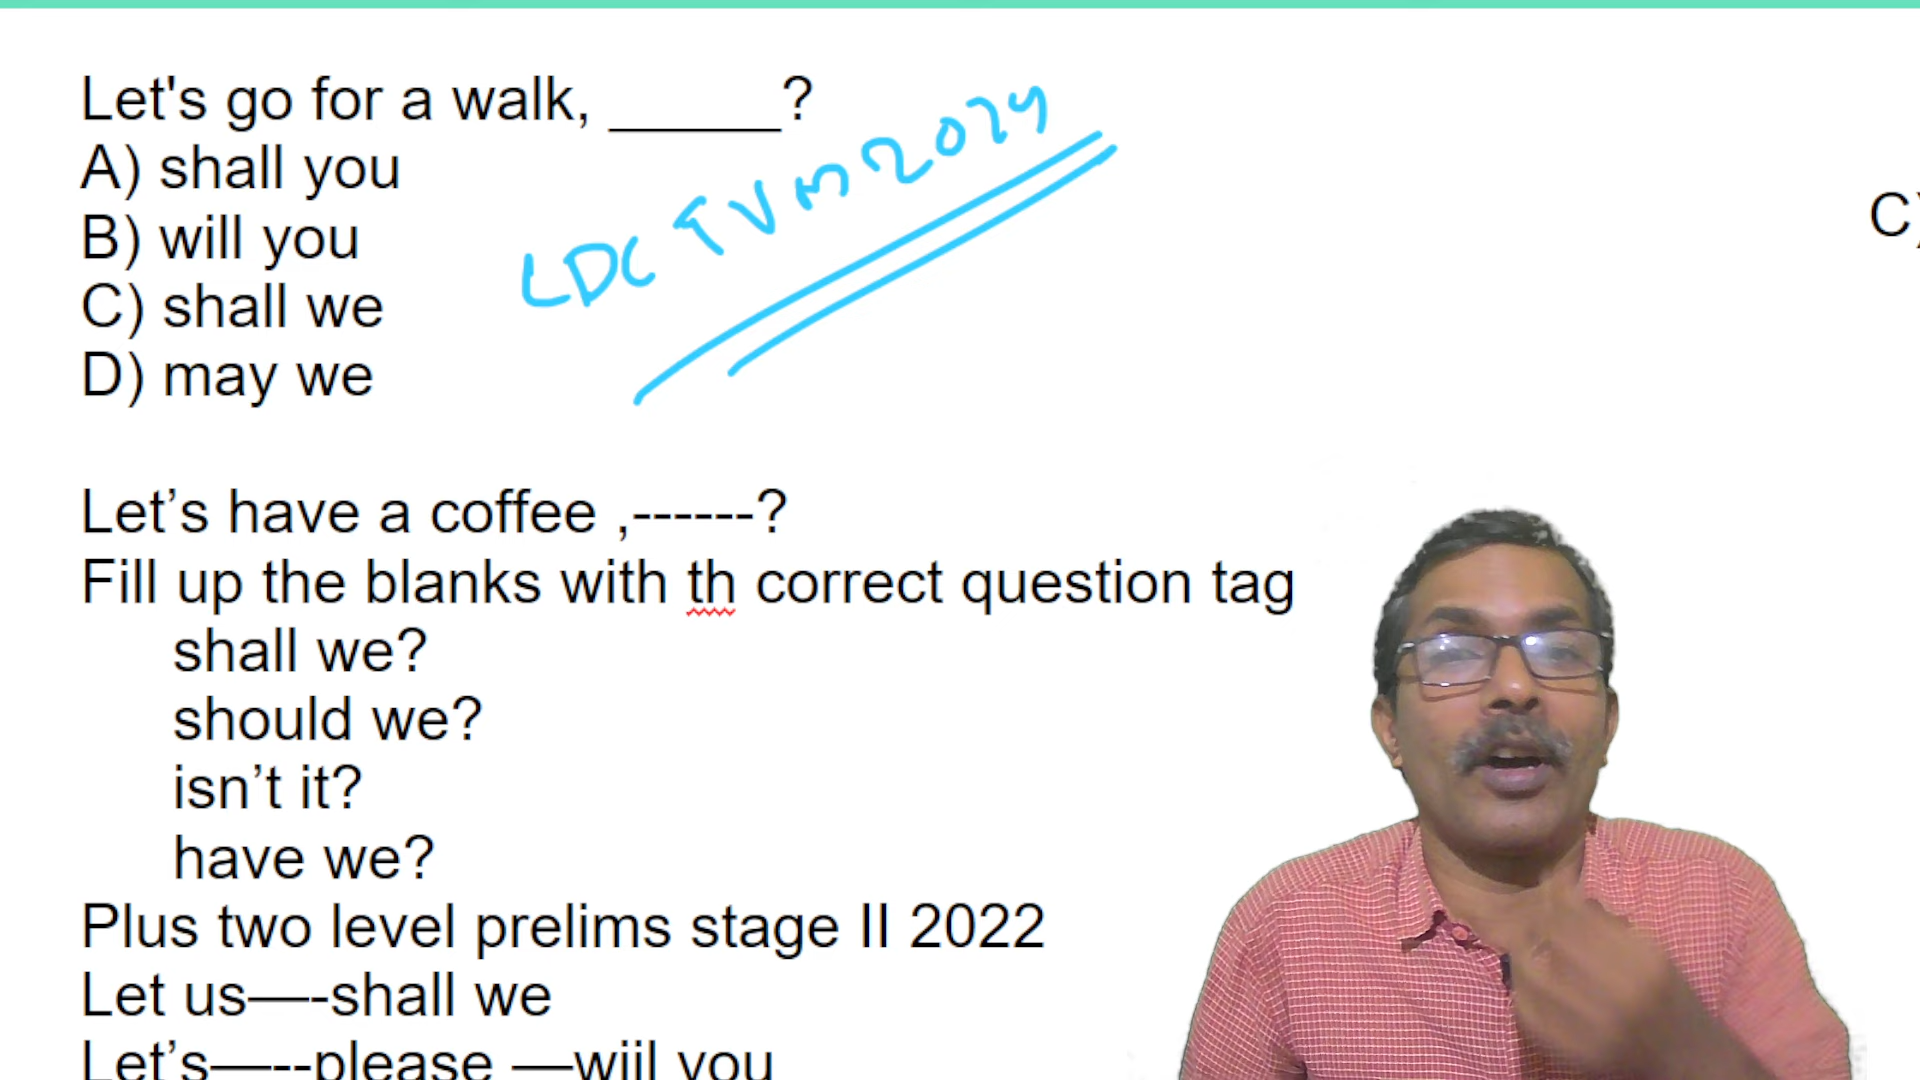 Let's go for a walk, _____?
A) shall you
B) will you
C) shall we
D) may we
LDC TVM 2024
C)
Let’s have a coffee ,------?
Fill up the blanks with th correct question tag
shall we?
should we?
isn’t it?
have we?
Plus two level prelims stage II 2022
Let us—-shall we
Let’s—--please —wiil you